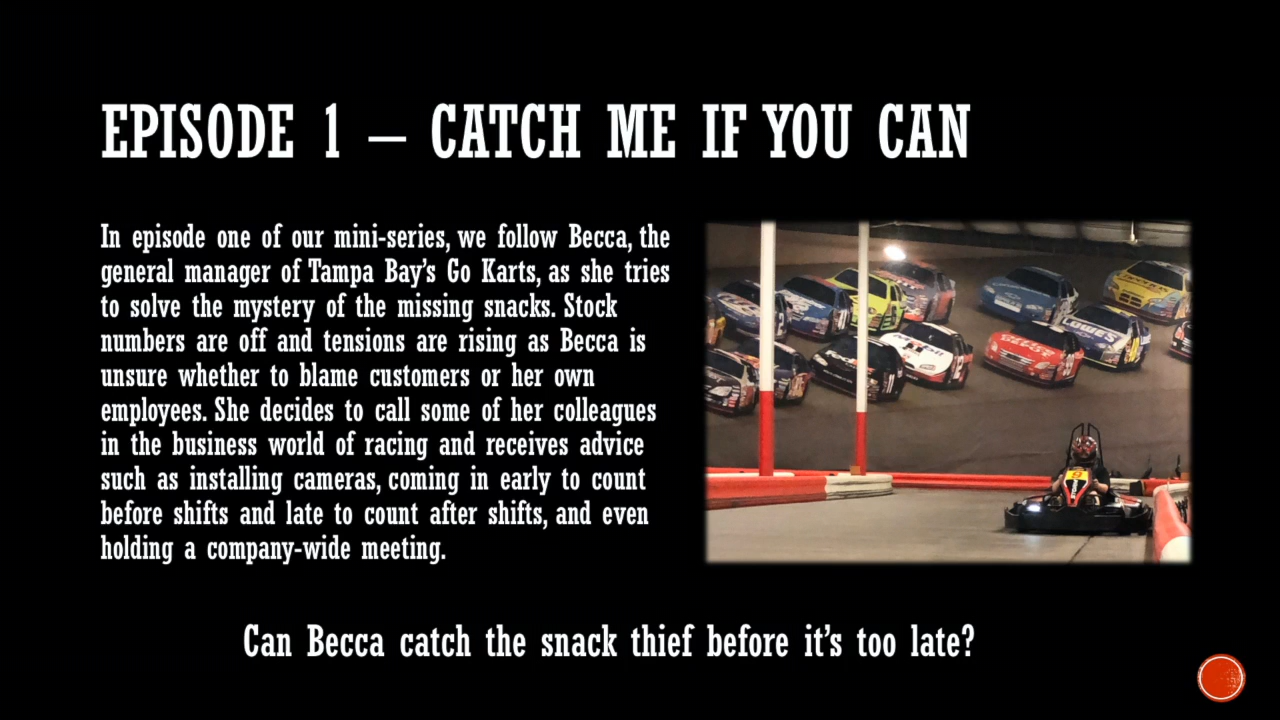 EPISODE 1 – CATCH ME IF YOU CAN
In episode one of our mini-series, we follow Becca, the
general manager of Tampa Bay’s Go Karts, as she tries
to solve the mystery of the missing snacks. Stock
numbers are off and tensions are rising as Becca is
unsure whether to blame customers or her own
employees. She decides to call some of her colleagues
in the business world of racing and receives advice
such as installing cameras, coming in early to count
before shifts and late to count after shifts, and even
holding a company-wide meeting.
LOWE'S
Can Becca catch the snack thief before it’s too late?